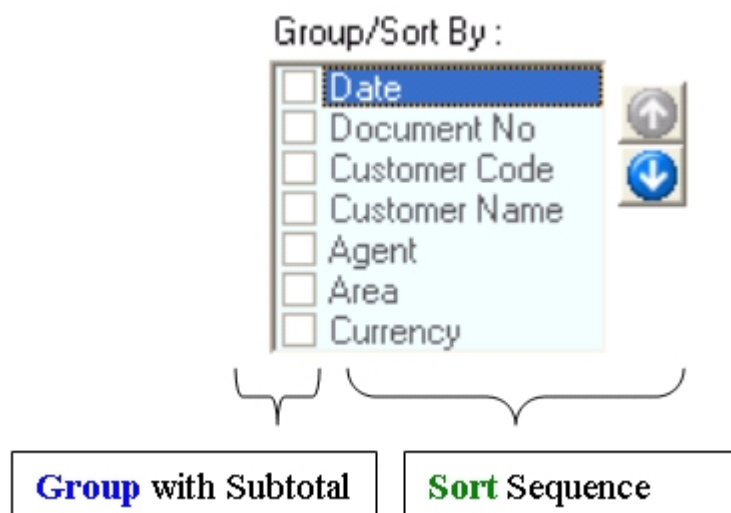 Group/Sort By :
Date
Document No
Customer Code
Customer Name
Agent
Area
Currency
Group with Subtotal
Sort Sequence